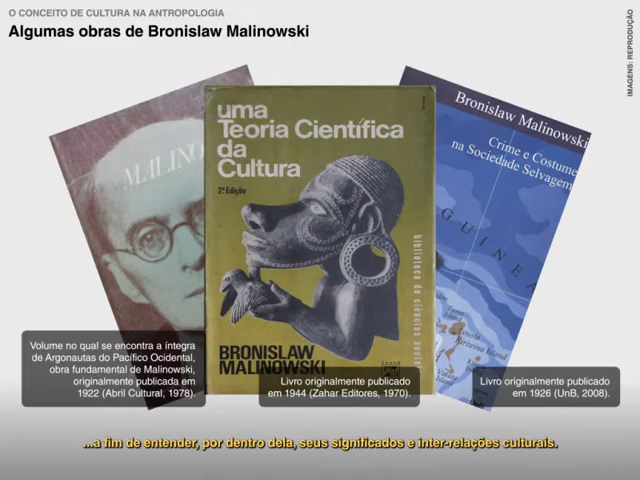 O CONCEITO DE CULTURA NA ANTROPOLOGIA
Algumas obras de Bronislaw Malinowski
IMAGENS: REPRODUÇÃO
MALINO
uma
Teoria Científica
da
Cultura
2ª Edição
biblioteca de ciências sociais
BRONISLAW
MALINOWSKI
Bronislaw Malinowski
Crime e Costume
na Sociedade Selvagem
GUINEA
Volume no qual se encontra a íntegra
de Argonautas do Pacífico Ocidental,
obra fundamental de Malinowski,
originalmente publicada em
1922 (Abril Cultural, 1978).
Livro originalmente publicado
em 1944 (Zahar Editores, 1970).
Livro originalmente publicado
em 1926 (UnB, 2008).
...a fim de entender, por dentro dela, seus significados e inter-relações culturais.